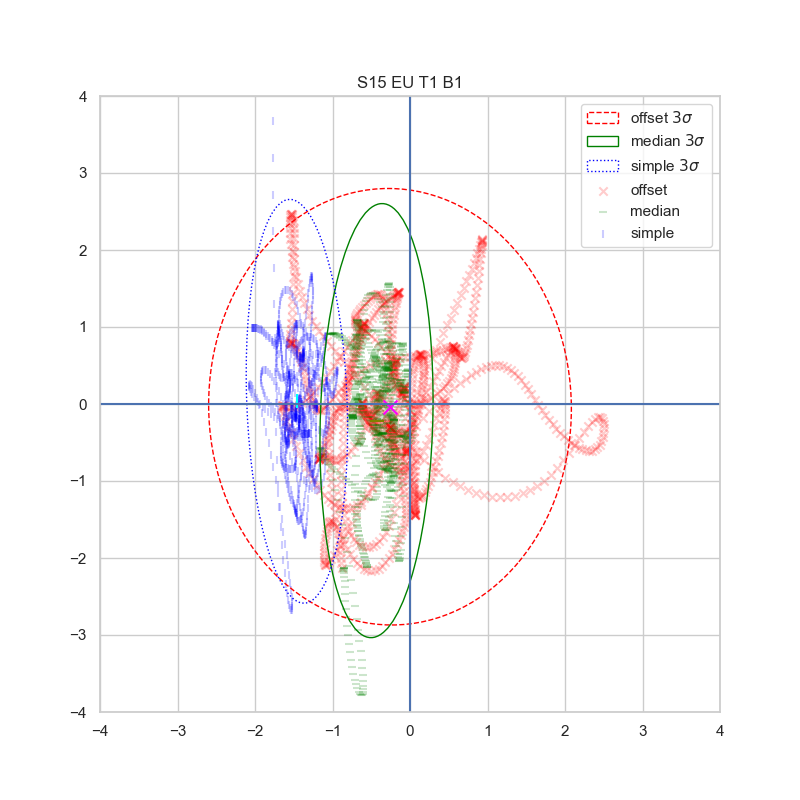 S15 EU T1 B1
offset 3σ
median 3σ
simple 3σ
offset
median
simple
4
3
2
1
0
−1
−2
−3
−4
−4 −3 −2 −1 0 1 2 3 4